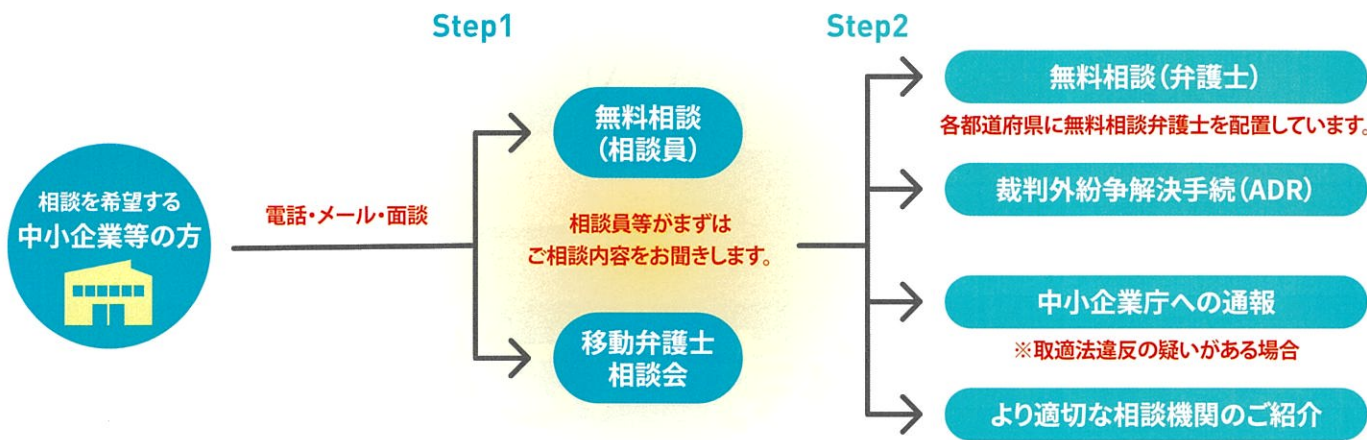 Step1
Step2
相談を希望する
中小企業等の方
電話・メール・面談
無料相談
(相談員)
相談員等がまずは
ご相談内容をお聞きします。
移動弁護士
相談会
無料相談(弁護士)
各都道府県に無料相談弁護士を配置しています。
裁判外紛争解決手続(ADR)
中小企業庁への通報
※取適法違反の疑いがある場合
より適切な相談機関のご紹介